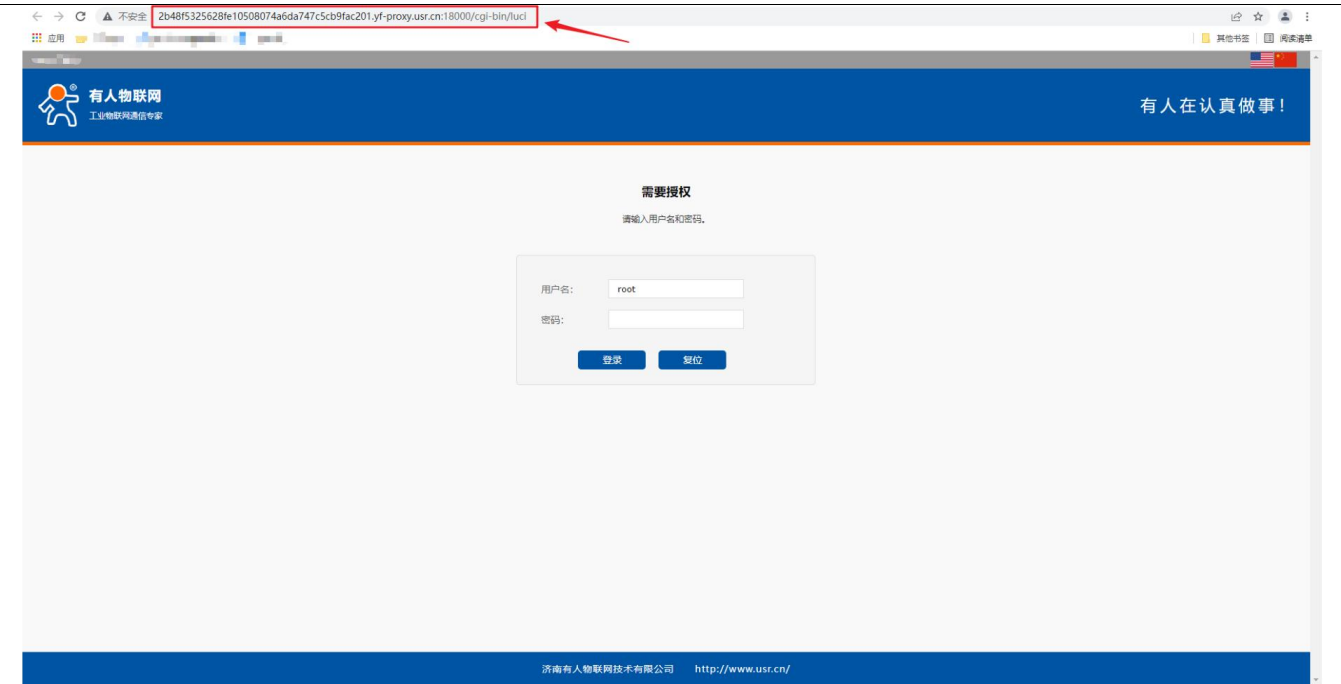 不安全 2b48f5325628fe10508074a6da747c5cb9fac201.yf-proxy.usr.cn:18000/cgi-bin/luci
应用 其他书签 阅读清单
有人物联网
工业物联网通信专家
有人在认真做事!
需要授权
请输入用户名和密码。
用户名: root
密码:
登录 复位
济南有人物联网技术有限公司 http://www.usr.cn/